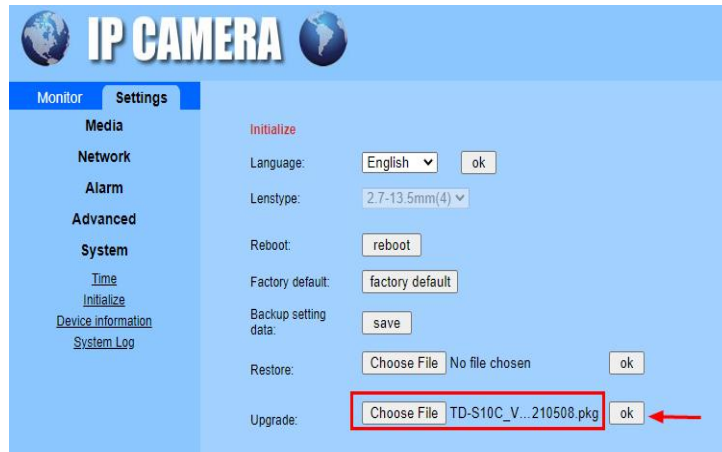 IP CAMERA
Monitor Settings
Media
Network
Alarm
Advanced
System
Time
Initialize
Device information
System Log
Initialize
Language: English ok
Lenstype: 2.7-13.5mm(4)
Reboot: reboot
Factory default: factory default
Backup setting
data: save
Restore: Choose File No file chosen ok
Upgrade: Choose File TD-S10C_V...210508.pkg ok